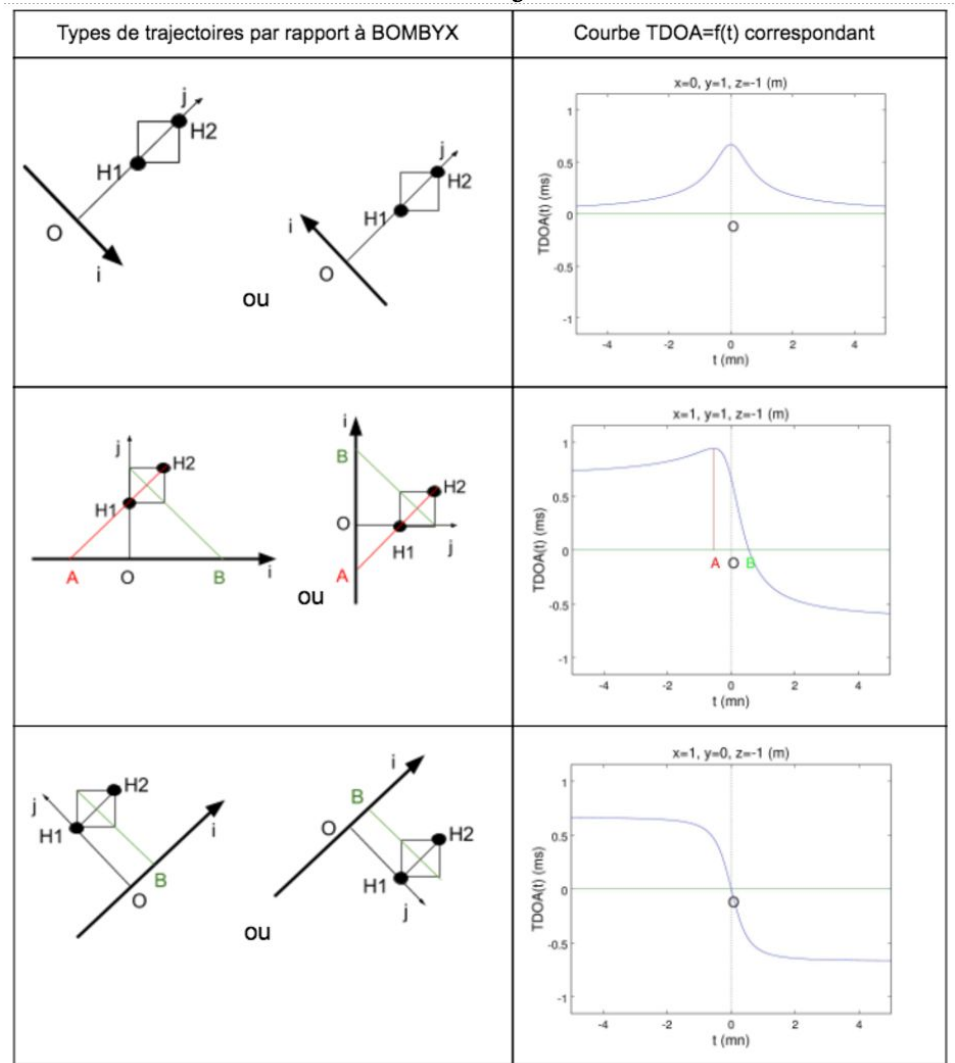 Types de trajectoires par rapport à BOMBYX
Courbe TDOA=f(t) correspondant
j
H2
H1
O
i
ou
j
H2
H1
i
O
x=0, y=1, z=-1 (m)
TDOA(t) (ms)
1
0.5
0
-0.5
-1
O
-4 -2 0 2 4
t (mn)
j
H2
H1
A O B i
ou
i
B
H2
O
H1
j
A
x=1, y=1, z=-1 (m)
TDOA(t) (ms)
1
0.5
0
-0.5
-1
A O B
-4 -2 0 2 4
t (mn)
j
H2
H1
i
B
O
ou
i
B
O
H2
H1
j
x=1, y=0, z=-1 (m)
TDOA(t) (ms)
1
0.5
0
-0.5
-1
O
-4 -2 0 2 4
t (mn)